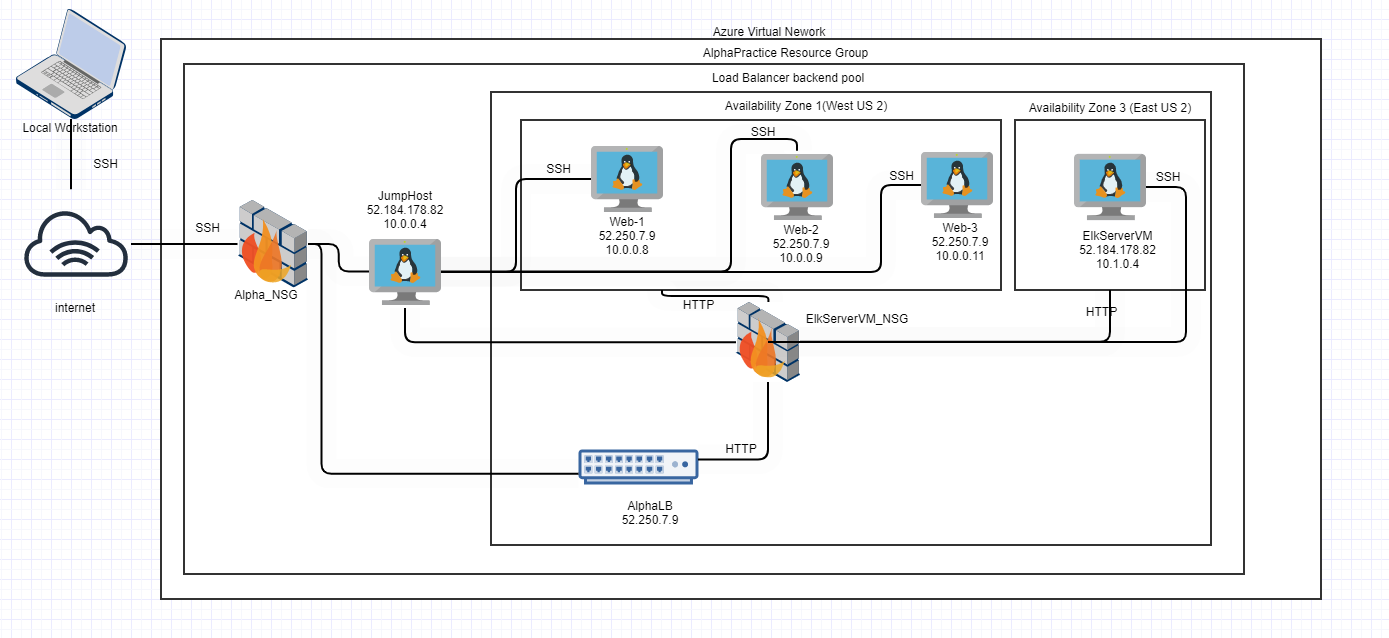 Azure Virtual Nework
AlphaPractice Resource Group
Load Balancer backend pool
Availability Zone 1(West US 2)
Availability Zone 3 (East US 2)
Local Workstation
SSH
SSH
internet
Alpha_NSG
JumpHost
52.184.178.82
10.0.0.4
SSH
Web-1
52.250.7.9
10.0.0.8
SSH
Web-2
52.250.7.9
10.0.0.9
SSH
Web-3
52.250.7.9
10.0.0.11
SSH
ElkServerVM
52.184.178.82
10.1.0.4
HTTP
ElkServerVM_NSG
HTTP
HTTP
AlphaLB
52.250.7.9